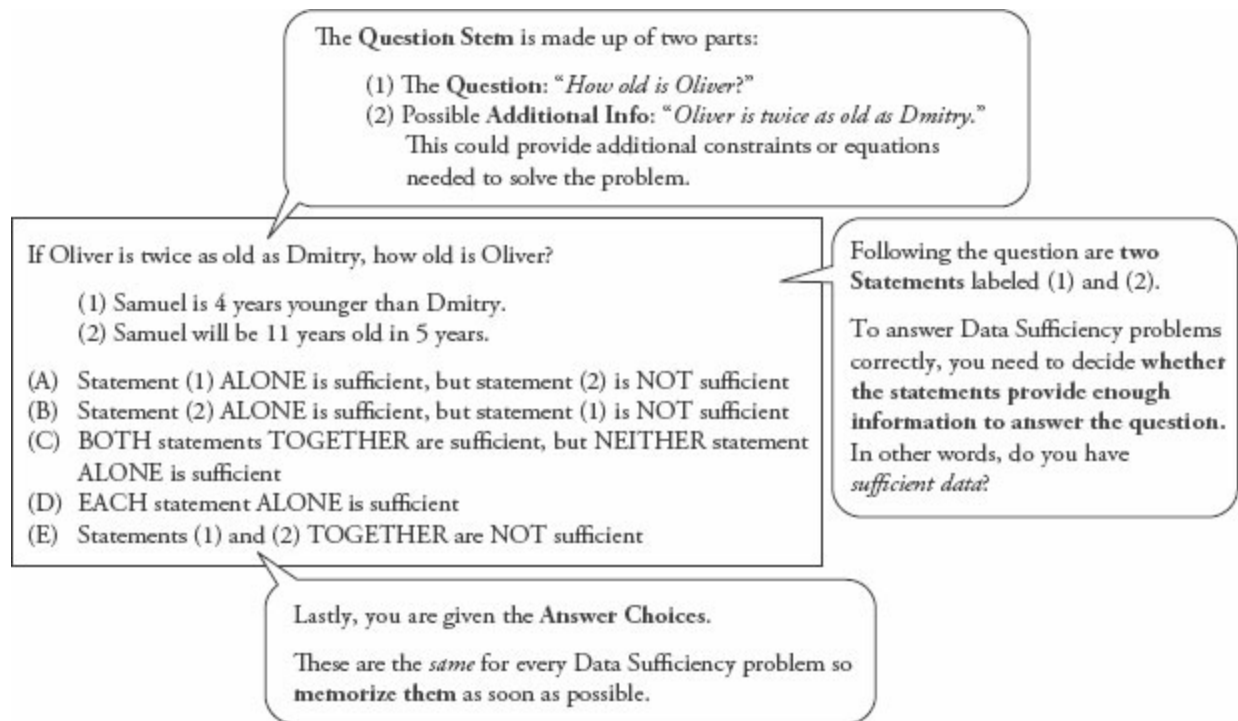 The Question Stem is made up of two parts:
(1) The Question: “How old is Oliver?”
(2) Possible Additional Info: “Oliver is twice as old as Dmitry.”
This could provide additional constraints or equations
needed to solve the problem.
If Oliver is twice as old as Dmitry, how old is Oliver?
(1) Samuel is 4 years younger than Dmitry.
(2) Samuel will be 11 years old in 5 years.
(A) Statement (1) ALONE is sufficient, but statement (2) is NOT sufficient
(B) Statement (2) ALONE is sufficient, but statement (1) is NOT sufficient
(C) BOTH statements TOGETHER are sufficient, but NEITHER statement
ALONE is sufficient
(D) EACH statement ALONE is sufficient
(E) Statements (1) and (2) TOGETHER are NOT sufficient
Following the question are two
Statements labeled (1) and (2).
To answer Data Sufficiency problems
correctly, you need to decide whether
the statements provide enough
information to answer the question.
In other words, do you have
sufficient data?
Lastly, you are given the Answer Choices.
These are the same for every Data Sufficiency problem so
memorize them as soon as possible.